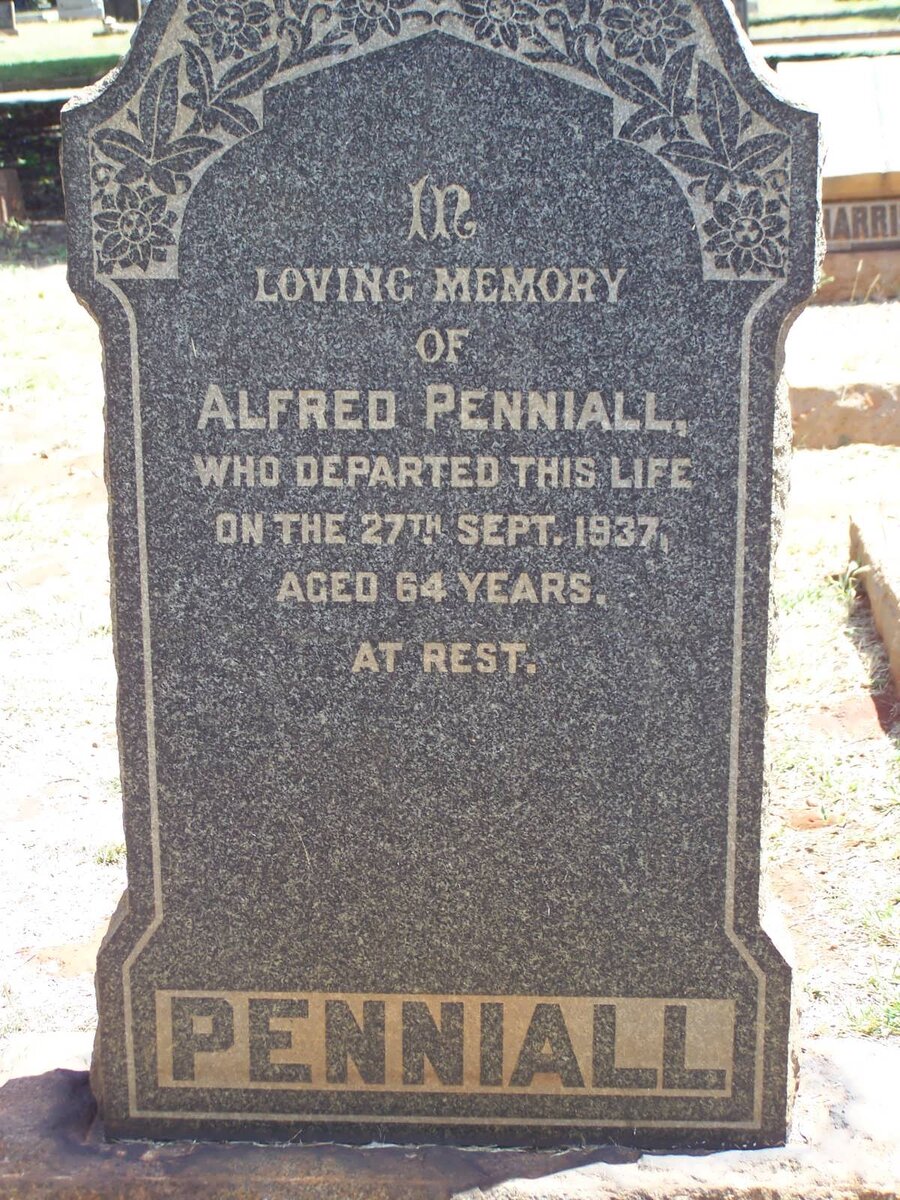 In
LOVING MEMORY
OF
ALFRED PENNIALL,
WHO DEPARTED THIS LIFE
ON THE 27TH SEPT. 1937,
AGED 64 YEARS.
AT REST.
PENNIALL